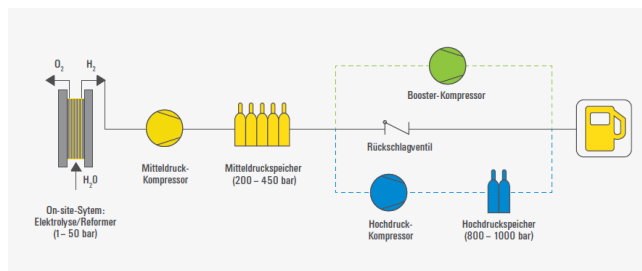 O₂
H₂
H₂O
On-site-Sytem:
Elektrolyse/Reformer
(1– 50 bar)
Mitteldruck-
Kompressor
Mitteldruckspeicher
(200 – 450 bar)
Booster-Kompressor
Rückschlagventil
Hochdruck-
Kompressor
Hochdruckspeicher
(800 – 1000 bar)